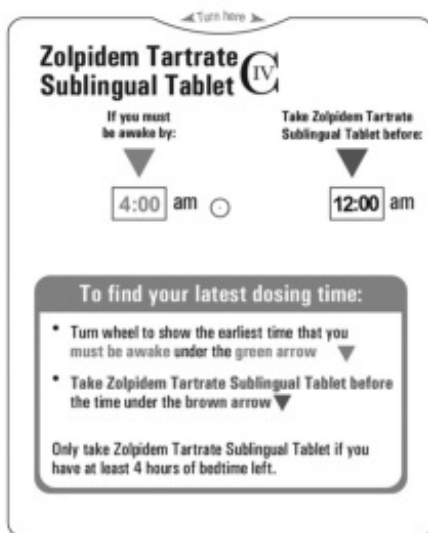 Turn here
Zolpidem Tartrate
Sublingual Tablet CIV
If you must
be awake by:
Take Zolpidem Tartrate
Sublingual Tablet before:
4:00 am
12:00 am
To find your latest dosing time:
• Turn wheel to show the earliest time that you
must be awake under the green arrow
• Take Zolpidem Tartrate Sublingual Tablet before
the time under the brown arrow
Only take Zolpidem Tartrate Sublingual Tablet if you
have at least 4 hours of bedtime left.